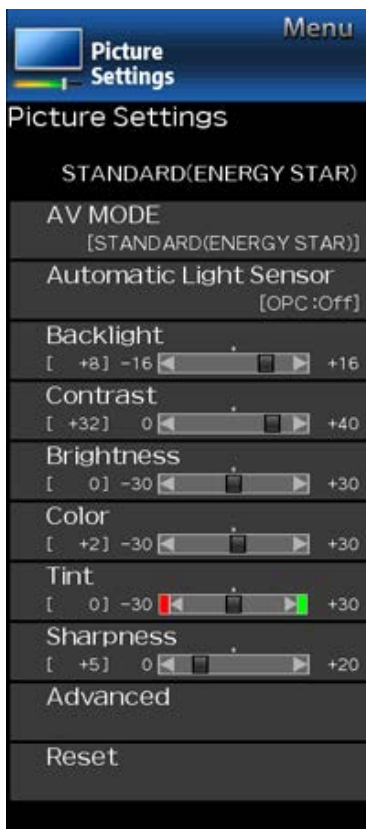 Menu
Picture
Settings
Picture Settings
STANDARD(ENERGY STAR)
AV MODE
[STANDARD(ENERGY STAR)]
Automatic Light Sensor
[OPC:Off]
Backlight
[ +8] -16 +16
Contrast
[ +32] 0 +40
Brightness
[ 0] -30 +30
Color
[ +2] -30 +30
Tint
[ 0] -30 +30
Sharpness
[ +5] 0 +20
Advanced
Reset